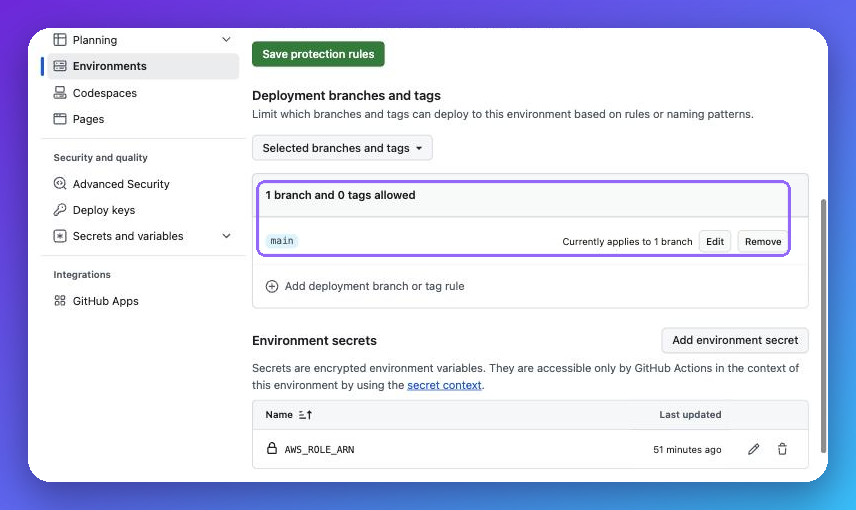 Planning
Environments
Codespaces
Pages
Security and quality
Advanced Security
Deploy keys
Secrets and variables
Integrations
GitHub Apps
Save protection rules
Deployment branches and tags
Limit which branches and tags can deploy to this environment based on rules or naming patterns.
Selected branches and tags
1 branch and 0 tags allowed
main Currently applies to 1 branch Edit Remove
Add deployment branch or tag rule
Environment secrets Add environment secret
Secrets are encrypted environment variables. They are accessible only by GitHub Actions in the context of
this environment by using the secret context.
Name Last updated
AWS_ROLE_ARN 51 minutes ago